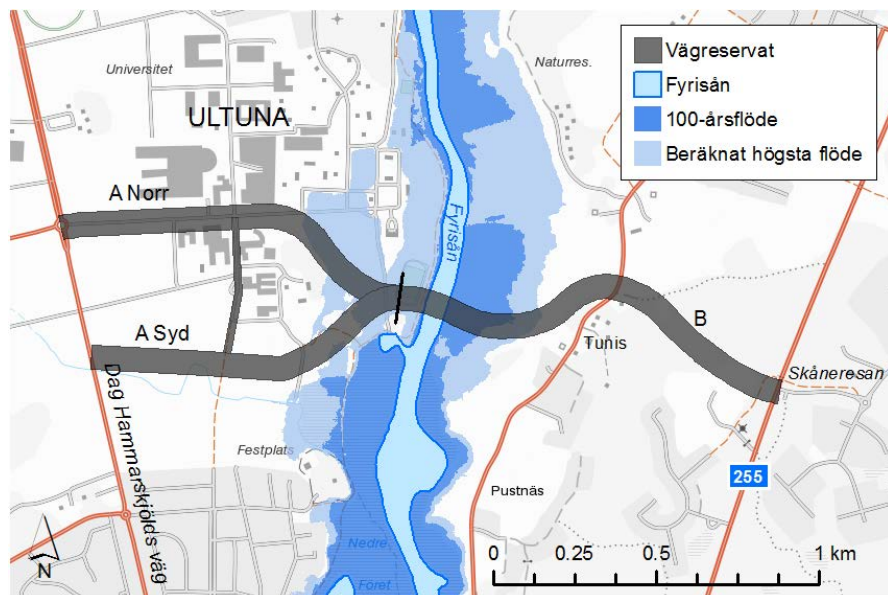 Vägreservat
Fyrisån
100-årsflöde
Beräknat högsta flöde
Universitet
ULTUNA
Naturres.
A Norr
Fyrisån
A Syd
B
Tunis
Skåneresan
Dag Hammarskjölds väg
Festplats
255
Pustnäs
Nedre
Föret
N
0 0.25 0.5 1 km